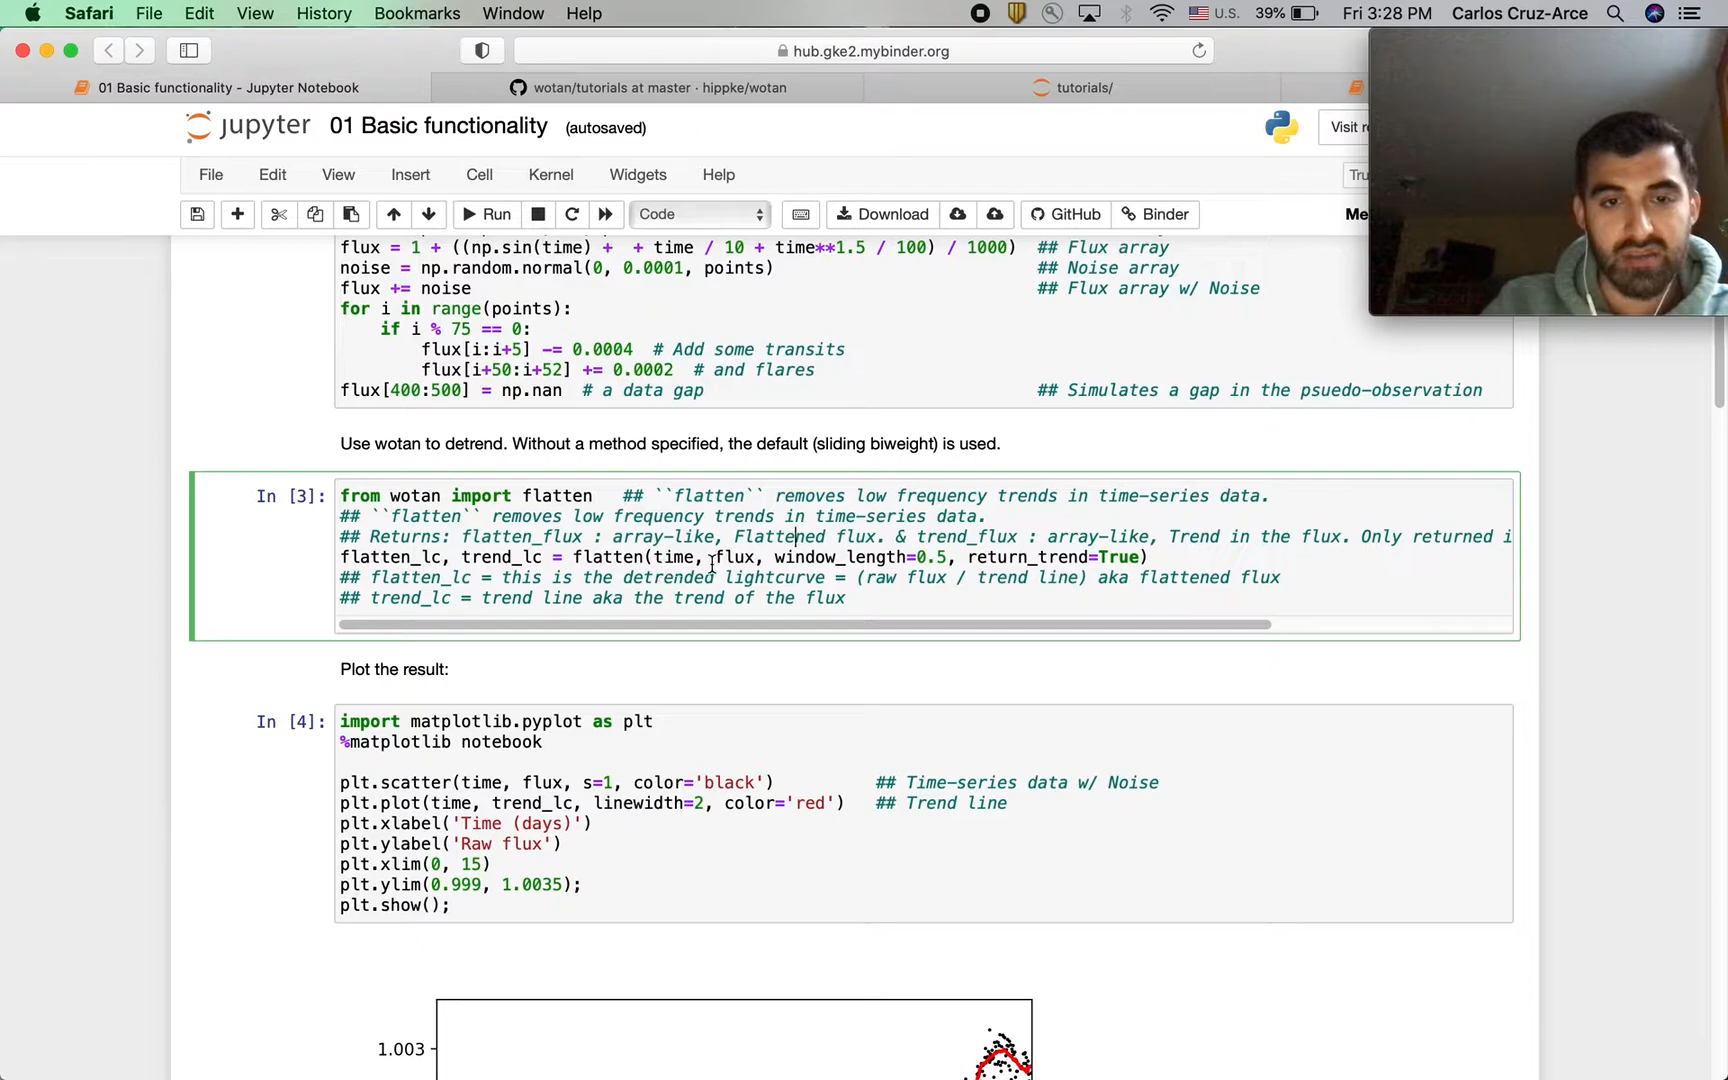 Safari File Edit View History Bookmarks Window Help U.S. 39% Fri 3:28 PM Carlos Cruz-Arce
hub.gke2.mybinder.org
01 Basic functionality - Jupyter Notebook wotan/tutorials at master · hippke/wotan tutorials/
jupyter 01 Basic functionality (autosaved) Visit re
File Edit View Insert Cell Kernel Widgets Help Tru
Run Code Download GitHub Binder Me
flux = 1 + ((np.sin(time) + + time / 10 + time**1.5 / 100) / 1000) ## Flux array
noise = np.random.normal(0, 0.0001, points) ## Noise array
flux += noise ## Flux array w/ Noise
for i in range(points):
if i % 75 == 0:
flux[i:i+5] -= 0.0004 # Add some transits
flux[i+50:i+52] += 0.0002 # and flares
flux[400:500] = np.nan # a data gap ## Simulates a gap in the psuedo-observation
Use wotan to detrend. Without a method specified, the default (sliding biweight) is used.
In [3]: from wotan import flatten ## ``flatten`` removes low frequency trends in time-series data.
## ``flatten`` removes low frequency trends in time-series data.
## Returns: flatten_flux : array-like, Flattened flux. & trend_flux : array-like, Trend in the flux. Only returned i
flatten_lc, trend_lc = flatten(time, flux, window_length=0.5, return_trend=True)
## flatten_lc = this is the detrended lightcurve = (raw flux / trend line) aka flattened flux
## trend_lc = trend line aka the trend of the flux
Plot the result:
In [4]: import matplotlib.pyplot as plt
%matplotlib notebook
plt.scatter(time, flux, s=1, color='black') ## Time-series data w/ Noise
plt.plot(time, trend_lc, linewidth=2, color='red') ## Trend line
plt.xlabel('Time (days)')
plt.ylabel('Raw flux')
plt.xlim(0, 15)
plt.ylim(0.999, 1.0035);
plt.show();
1.003